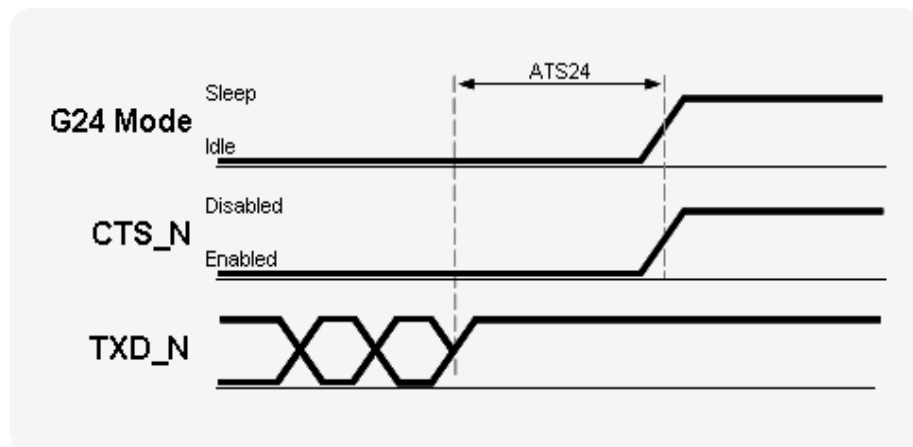 ATS24
Sleep
G24 Mode
Idle
Disabled
CTS_N
Enabled
TXD_N